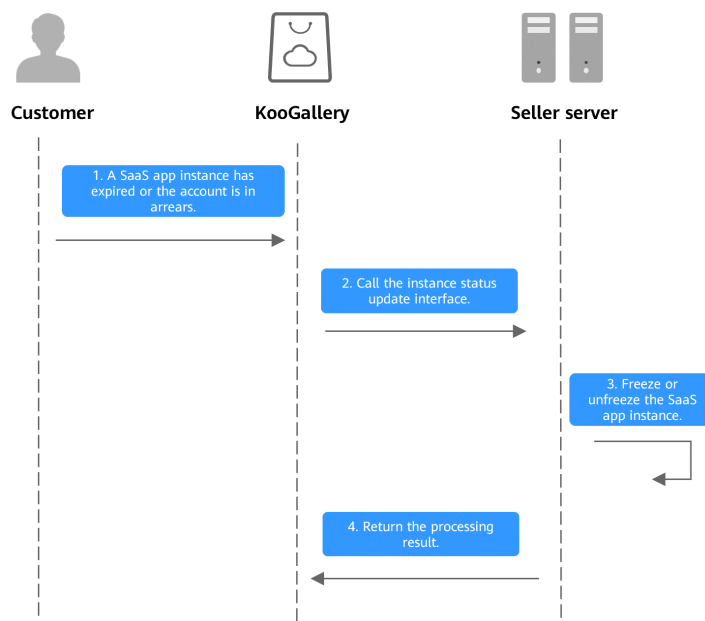 Customer
KooGallery
Seller server
1. A SaaS app instance has
expired or the account is in
arrears.
2. Call the instance status
update interface.
3. Freeze or
unfreeze the SaaS
app instance.
4. Return the processing
result.